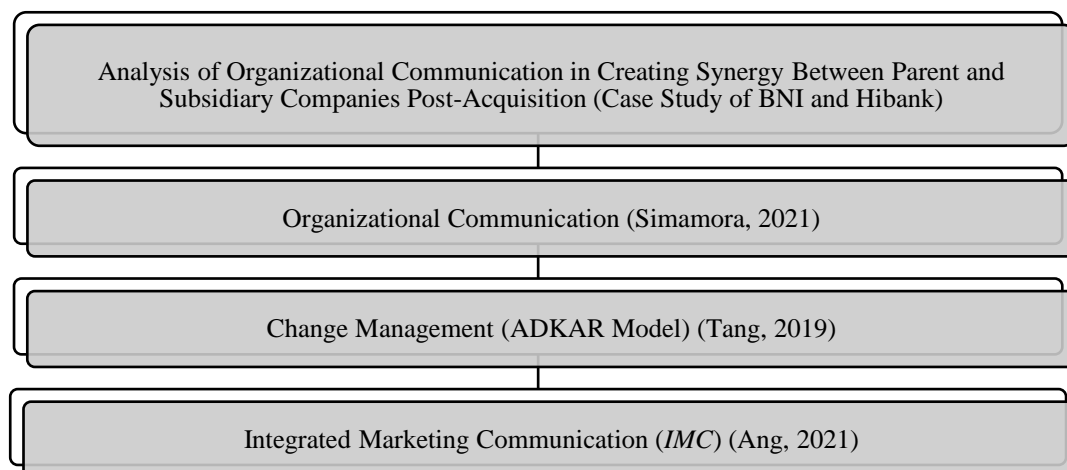 Analysis of Organizational Communication in Creating Synergy Between Parent and
Subsidiary Companies Post-Acquisition (Case Study of BNI and Hibank)
Organizational Communication (Simamora, 2021)
Change Management (ADKAR Model) (Tang, 2019)
Integrated Marketing Communication (IMC) (Ang, 2021)